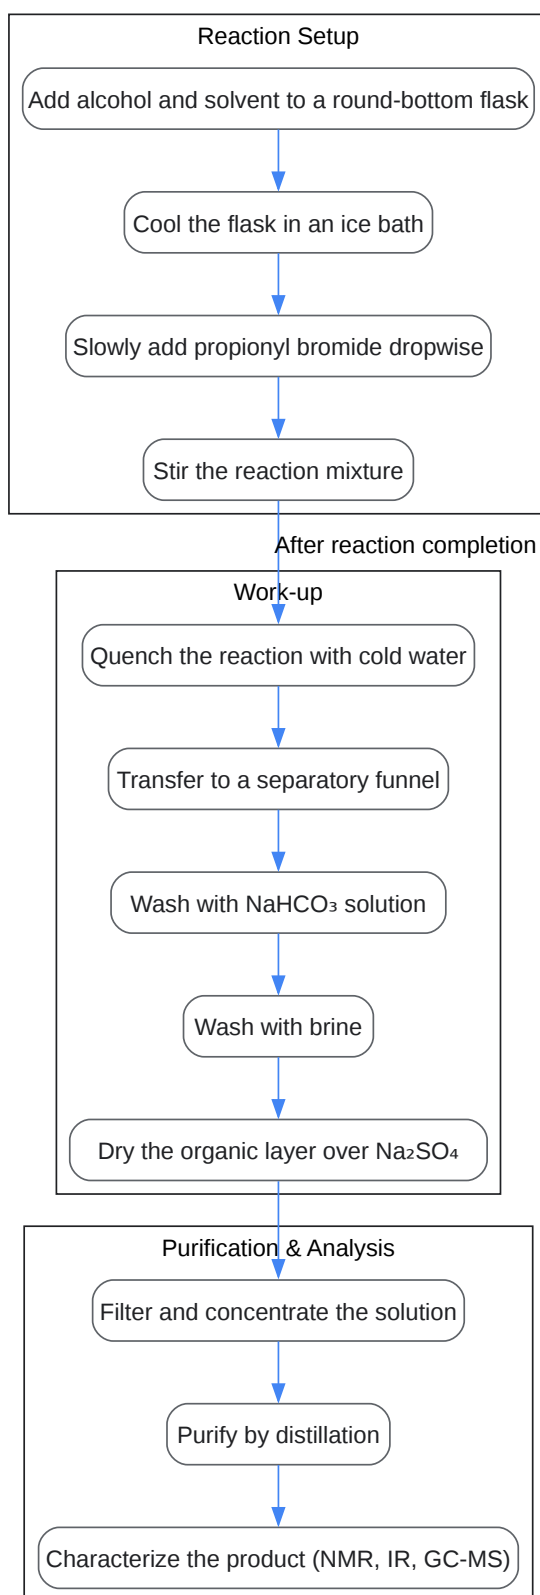 Reaction Setup
Add alcohol and solvent to a round-bottom flask
Cool the flask in an ice bath
Slowly add propionyl bromide dropwise
Stir the reaction mixture
After reaction completion
Work-up
Quench the reaction with cold water
Transfer to a separatory funnel
Wash with NaHCO₃ solution
Wash with brine
Dry the organic layer over Na₂SO₄
Purification & Analysis
Filter and concentrate the solution
Purify by distillation
Characterize the product (NMR, IR, GC-MS)